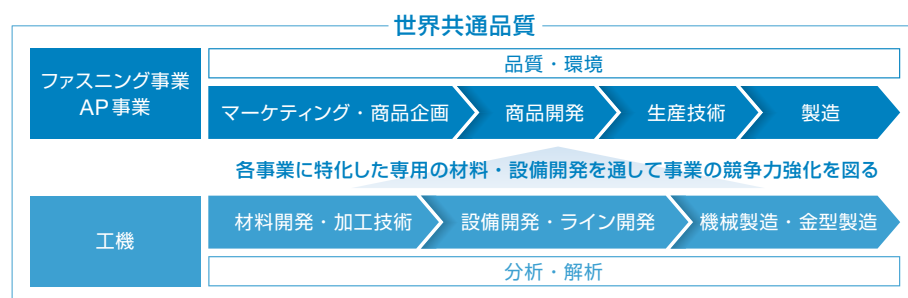 世界共通品質
ファスニング事業
AP事業
品質・環境
マーケティング・商品企画
商品開発
生産技術
製造
各事業に特化した専用の材料・設備開発を通して事業の競争力強化を図る
工機
材料開発・加工技術
設備開発・ライン開発
機械製造・金型製造
分析・解析